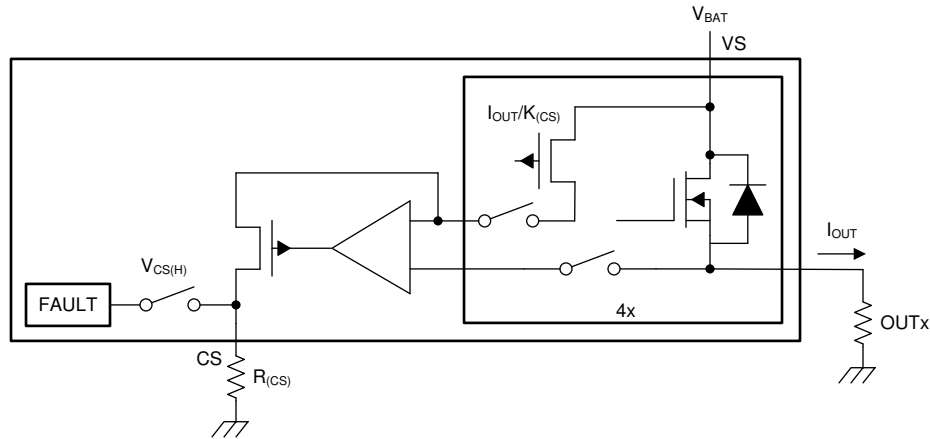 V_BAT
VS
I_OUT/K_(CS)
I_OUT
V_CS(H)
FAULT
4x
OUTx
CS
R_(CS)